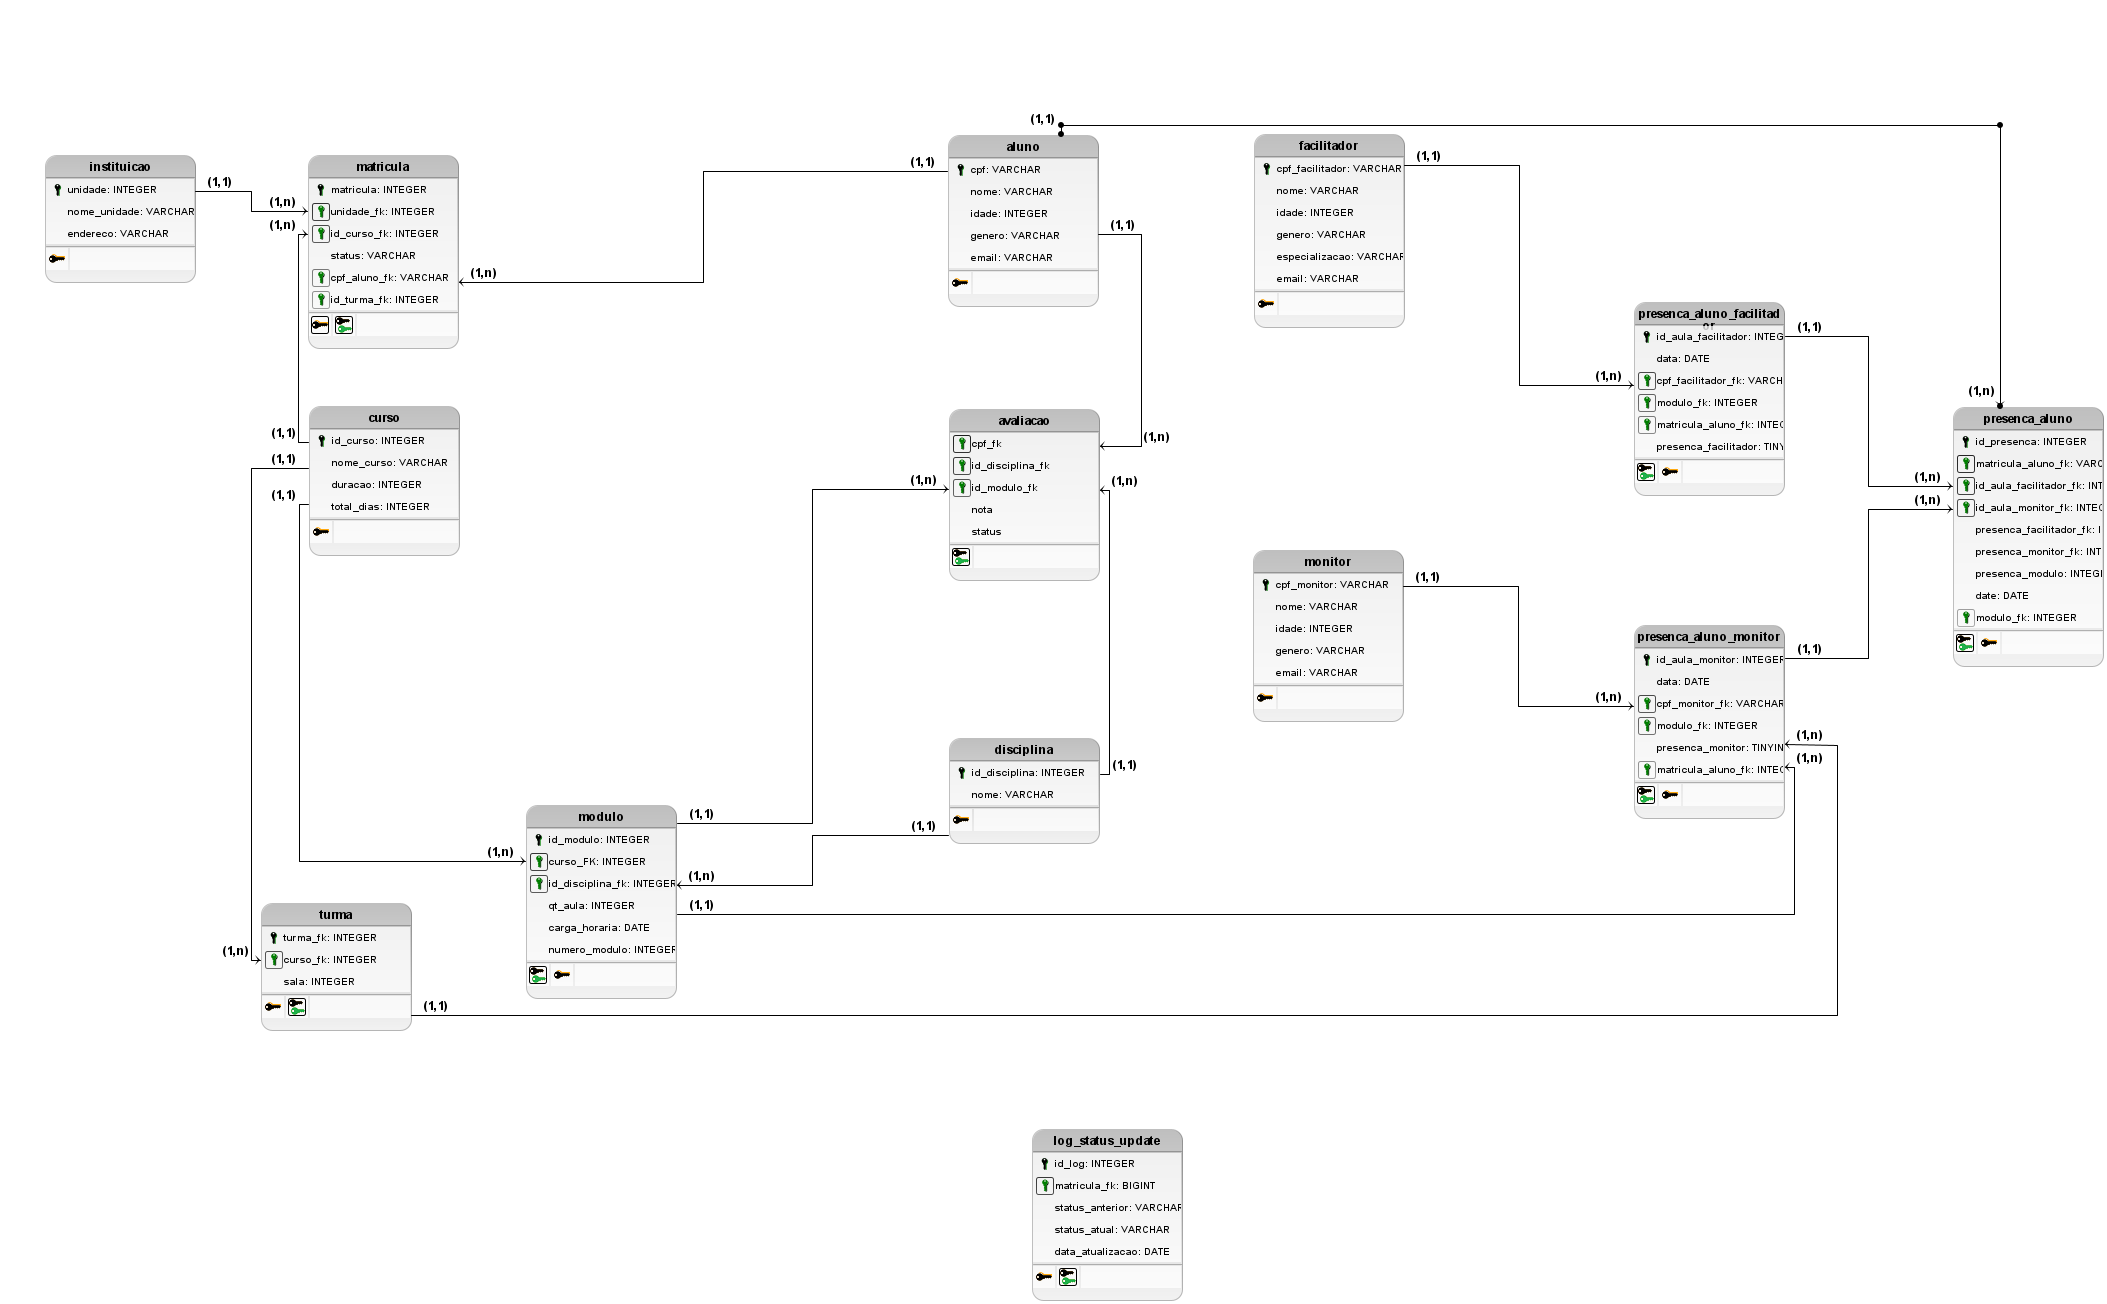 instituicao
unidade: INTEGER
nome_unidade: VARCHAR
endereco: VARCHAR
(1,1)
(1,n)
(1,n)
matricula
matricula: INTEGER
unidade_fk: INTEGER
id_curso_fk: INTEGER
status: VARCHAR
cpf_aluno_fk: VARCHAR
id_turma_fk: INTEGER
(1,n)
(1,1)
(1,1)
aluno
cpf: VARCHAR
nome: VARCHAR
idade: INTEGER
genero: VARCHAR
email: VARCHAR
(1,1)
facilitador
cpf_facilitador: VARCHAR
nome: VARCHAR
idade: INTEGER
genero: VARCHAR
especializacao: VARCHAR
email: VARCHAR
(1,1)
(1,n)
presenca_aluno_facilitad
or
id_aula_facilitador: INTEG
data: DATE
cpf_facilitador_fk: VARCH
modulo_fk: INTEGER
matricula_aluno_fk: INTEG
presenca_facilitador: TINY
(1,1)
(1,n)
(1,n)
(1,n)
presenca_aluno
id_presenca: INTEGER
matricula_aluno_fk: VARC
id_aula_facilitador_fk: INT
id_aula_monitor_fk: INTEG
presenca_facilitador_fk: I
presenca_monitor_fk: INT
presenca_modulo: INTEGI
date: DATE
modulo_fk: INTEGER
(1,1)
(1,1)
(1,1)
curso
id_curso: INTEGER
nome_curso: VARCHAR
duracao: INTEGER
total_dias: INTEGER
(1,n)
(1,n)
(1,n)
avaliacao
cpf_fk
id_disciplina_fk
id_modulo_fk
nota
status
monitor
cpf_monitor: VARCHAR
nome: VARCHAR
idade: INTEGER
genero: VARCHAR
email: VARCHAR
(1,1)
(1,n)
presenca_aluno_monitor
id_aula_monitor: INTEGER
data: DATE
cpf_monitor_fk: VARCHAR
modulo_fk: INTEGER
presenca_monitor: TINYIN
matricula_aluno_fk: INTEG
(1,1)
(1,n)
(1,n)
disciplina
id_disciplina: INTEGER
nome: VARCHAR
(1,1)
(1,1)
modulo
id_modulo: INTEGER
curso_FK: INTEGER
id_disciplina_fk: INTEGER
qt_aula: INTEGER
carga_horaria: DATE
numero_modulo: INTEGER
(1,n)
(1,1)
(1,n)
(1,1)
turma
turma_fk: INTEGER
curso_fk: INTEGER
sala: INTEGER
(1,n)
(1,1)
log_status_update
id_log: INTEGER
matricula_fk: BIGINT
status_anterior: VARCHAR
status_atual: VARCHAR
data_atualizacao: DATE